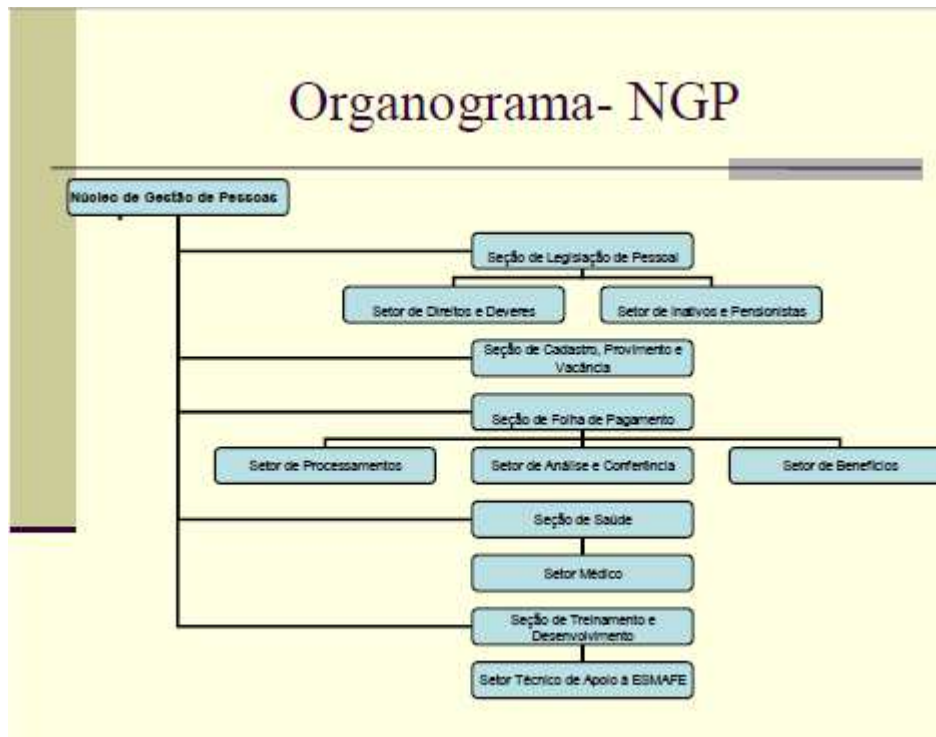 Organograma- NGP
Núcleo de Gestão de Pessoas
Seção de Legislação de Pessoal
Setor de Direitos e Deveres
Setor de Inativos e Pensionistas
Seção de Cadastro, Provimento e
Vacância
Seção de Folha de Pagamento
Setor de Processamentos
Setor de Análise e Conferência
Setor de Benefícios
Seção de Saúde
Setor Médico
Seção de Treinamento e
Desenvolvimento
Setor Técnico de Apoio à ESMAFE